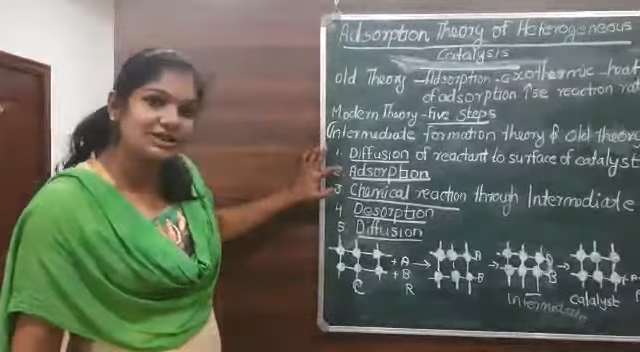 Adsorption Theory of Heterogeneous
Catalysis
Old Theory - Adsorption - exothermic - heat
of adsorption ↑se reaction rat
Modern Theory - five steps
(Intermediate formation theory & old theory
1. Diffusion of reactant to surface of catalyst
2. Adsorption
3 Chemical reaction through Intermediate
4 Desorption
5 Diffusion
+ A → A → A → + A
+ B B B
C R Intermediate Catalyst